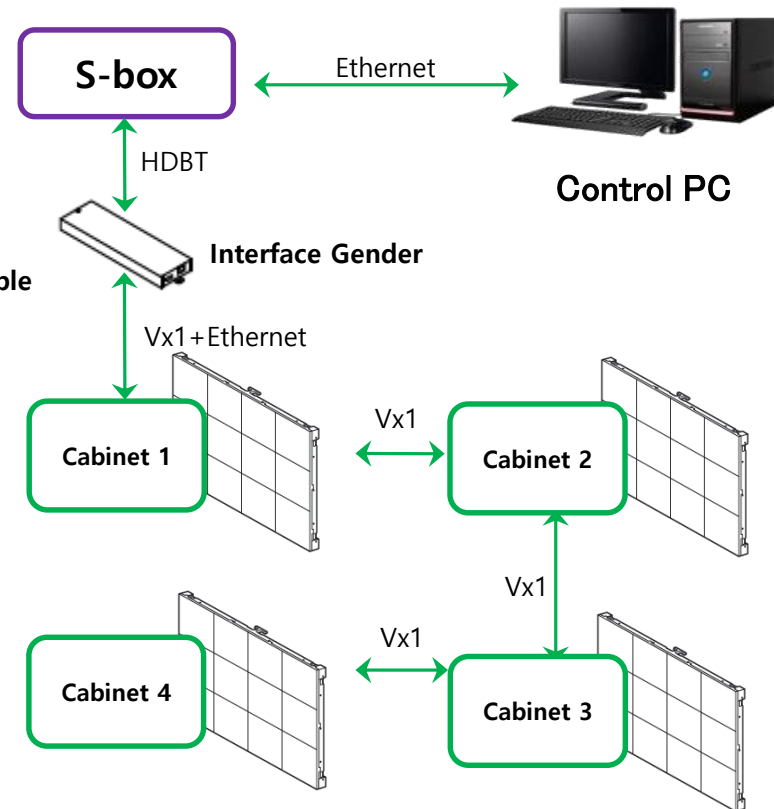 S-box
Ethernet
HDBT
Control PC
Interface Gender
ble
Vx1+Ethernet
Cabinet 1
Vx1
Cabinet 2
Vx1
Cabinet 4
Vx1
Cabinet 3